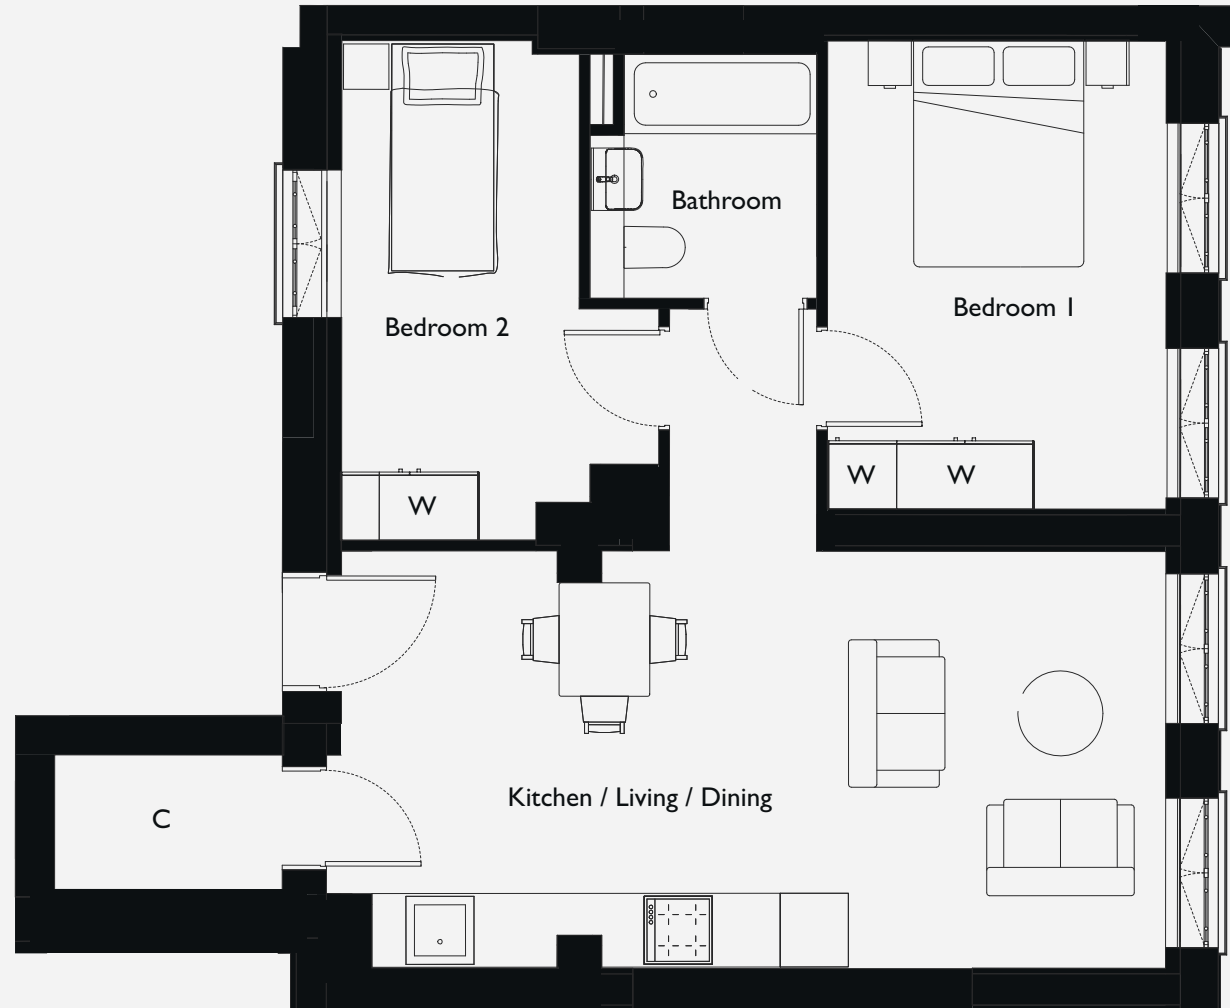 Bathroom
Bedroom 1
Bedroom 2
W
W
W
Kitchen / Living / Dining
C